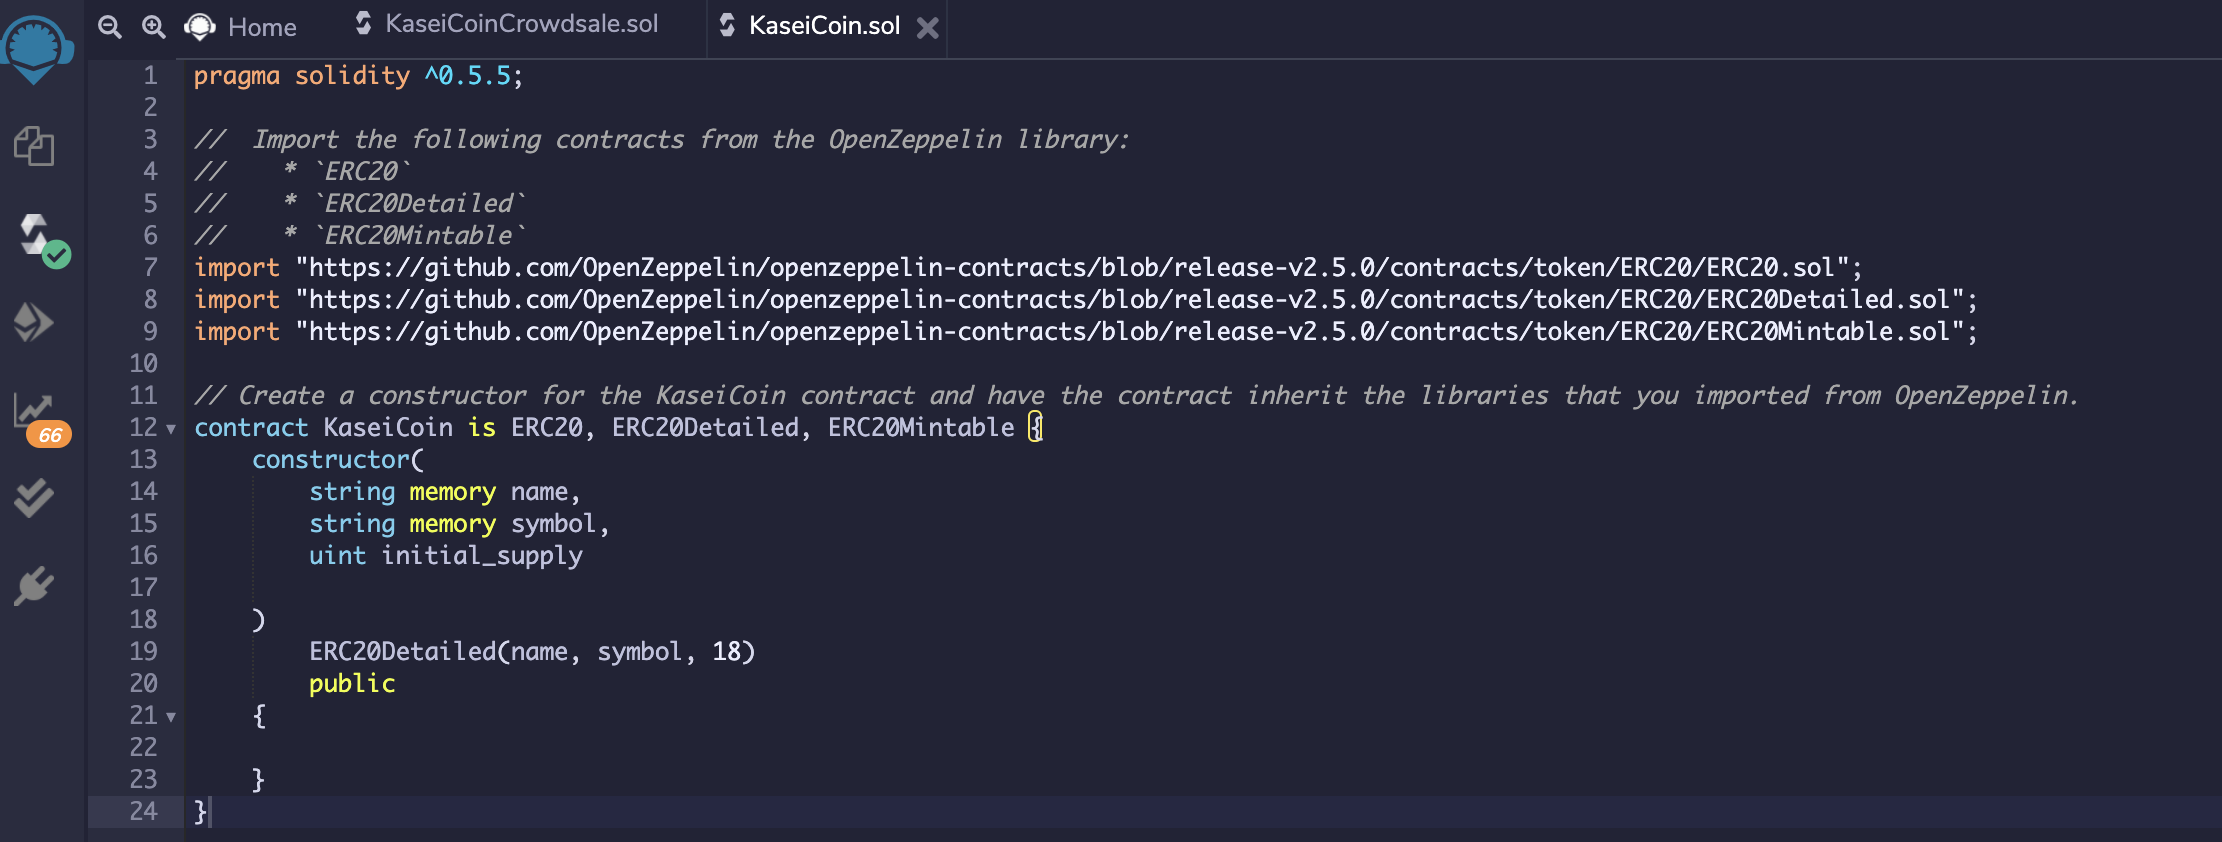 Home KaseiCoinCrowdsale.sol KaseiCoin.sol
1 pragma solidity ^0.5.5;
2
3 //  Import the following contracts from the OpenZeppelin library:
4 //    * `ERC20`
5 //    * `ERC20Detailed`
6 //    * `ERC20Mintable`
7 import "https://github.com/OpenZeppelin/openzeppelin-contracts/blob/release-v2.5.0/contracts/token/ERC20/ERC20.sol";
8 import "https://github.com/OpenZeppelin/openzeppelin-contracts/blob/release-v2.5.0/contracts/token/ERC20/ERC20Detailed.sol";
9 import "https://github.com/OpenZeppelin/openzeppelin-contracts/blob/release-v2.5.0/contracts/token/ERC20/ERC20Mintable.sol";
10
11 // Create a constructor for the KaseiCoin contract and have the contract inherit the libraries that you imported from OpenZeppelin.
12 contract KaseiCoin is ERC20, ERC20Detailed, ERC20Mintable {
13     constructor(
14         string memory name,
15         string memory symbol,
16         uint initial_supply
17
18     )
19         ERC20Detailed(name, symbol, 18)
20         public
21     {
22
23     }
24 }
66